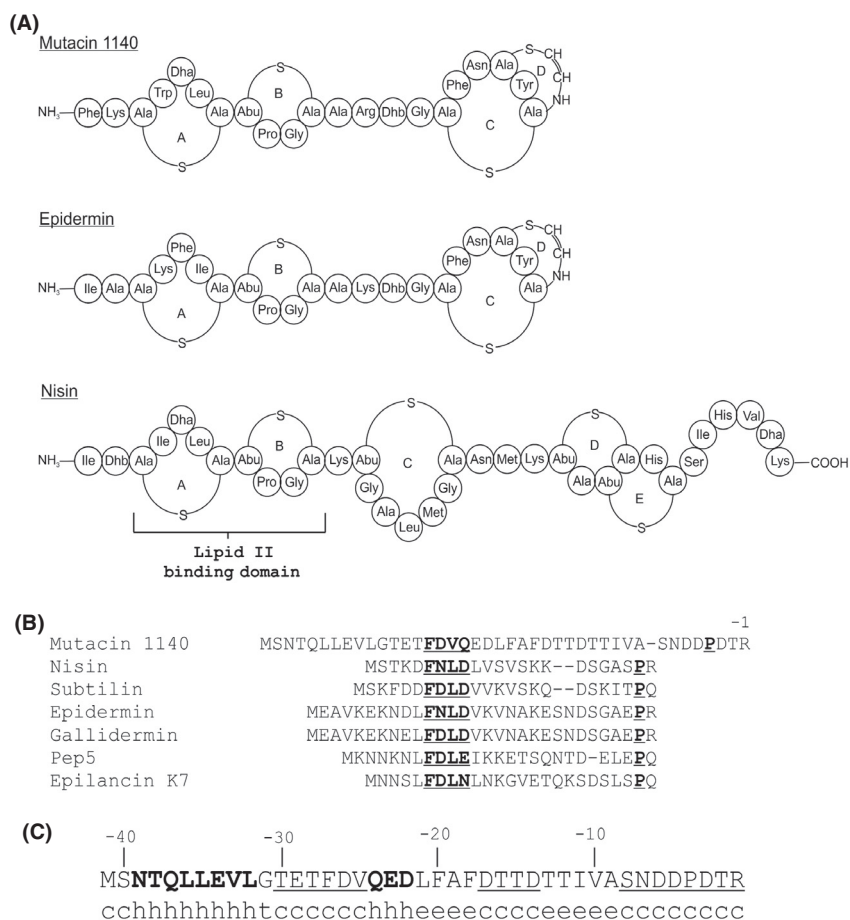 (A)
Mutacin 1140
NH₃ Phe Lys Ala Trp Dha Leu Ala Abu Pro Gly Ala Ala Arg Dhb Gly Ala Phe Asn Ala Tyr Ala
S CH CH NH
A S B S C S D
Epidermin
NH₃ Ile Ala Ala Lys Phe Ile Ala Abu Pro Gly Ala Ala Lys Dhb Gly Ala Phe Asn Ala Tyr Ala
S CH CH NH
A S B S C S D
Nisin
NH₃ Ile Dhb Ala Ile Dha Leu Ala Abu Pro Gly Ala Lys Abu Gly Ala Leu Met Gly Ala Asn Met Lys Abu Ala Abu Ala His Ala Ser Ile His Val Dha Lys COOH
A S B S C S D S E S
Lipid II
binding domain
(B)
-1
Mutacin 1140 MSNTQLLEVLGTETFDVQEDLFAFDTTDTTIVA-SNDDPDTR
Nisin MSTKDFNLDLVSVSKK--DSGASPR
Subtilin MSKFDDFDLDVVKVSKQ--DSKITPQ
Epidermin MEAVKEKNDLFNLDVKVNAKESNDSGAEPR
Gallidermin MEAVKEKNELFDLDVKVNAKESNDSGAEPR
Pep5 MKNNKNLFDLEIKKETSQNTD-ELEPQ
Epilancin K7 MNNSLFDLNLNKGVETQKSDLSPQ
(C)
-40 -30 -20 -10
MSNTQLLEVLGTETFDVQEDLFAFDTTDTTIVASNDDPDTR
cchhhhhhhhtcccccchhheeeecccceeeeecccccccc